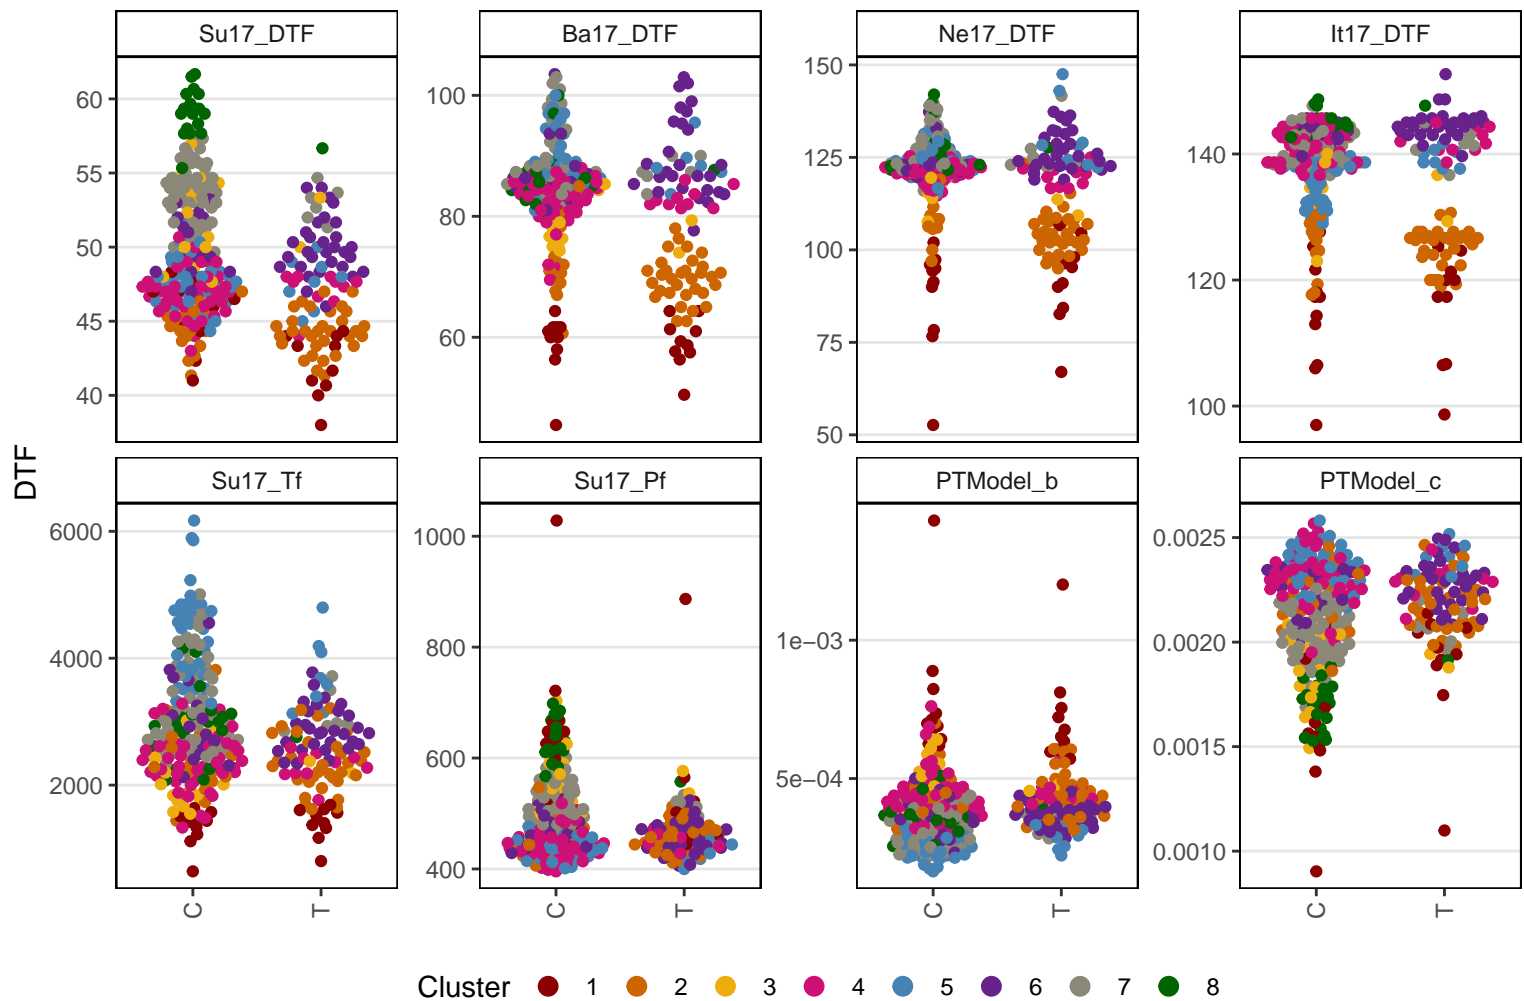 Su17_DTF
Ba17_DTF
Ne17_DTF
It17_DTF
60
55
50
45
40
100
80
60
150
125
100
75
50
140
120
100
DTF
Su17_Tf
Su17_Pf
PTModel_b
PTModel_c
6000
4000
2000
1000
800
600
400
1e−03
5e−04
0.0025
0.0020
0.0015
0.0010
C T
C T
C T
C T
Cluster 1 2 3 4 5 6 7 8